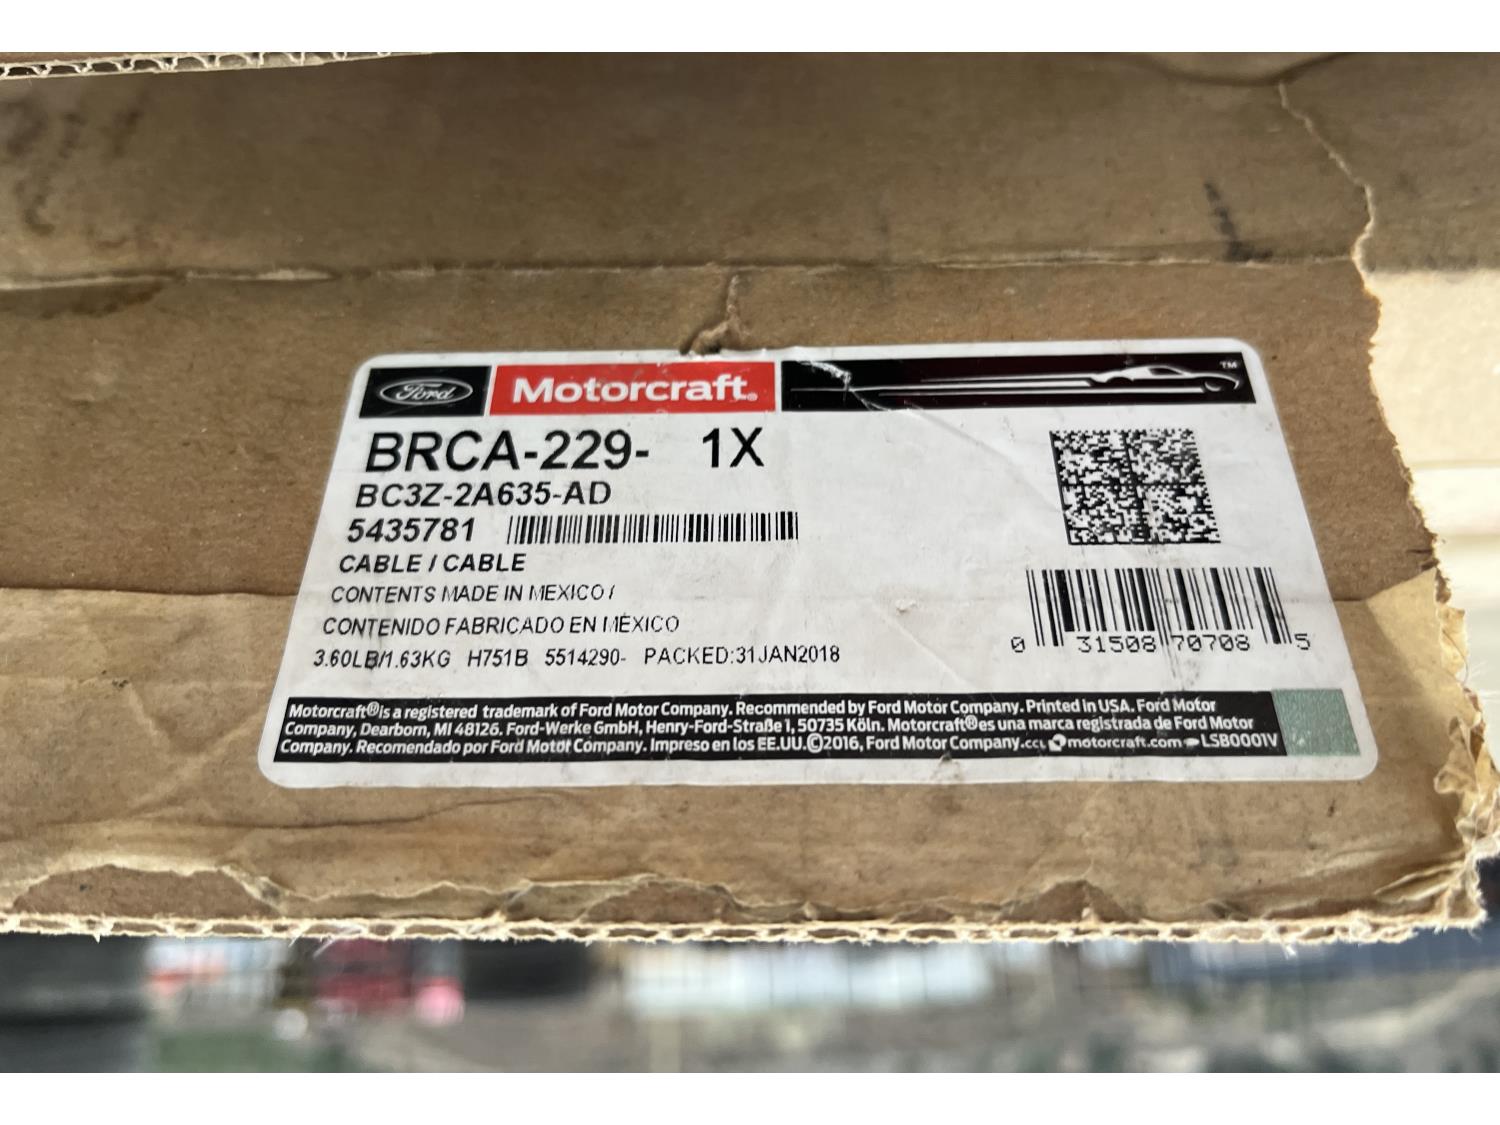 Ford Motorcraft® ™
BRCA-229- 1X
BC3Z-2A635-AD
5435781
CABLE / CABLE
CONTENTS MADE IN MEXICO /
CONTENIDO FABRICADO EN MÉXICO
3.60LB/1.63KG H751B 5514290- PACKED:31JAN2018
0 31508 70708 5
Motorcraft® is a registered trademark of Ford Motor Company. Recommended by Ford Motor Company. Printed in USA. Ford Motor
Company, Dearborn, MI 48126. Ford-Werke GmbH, Henry-Ford-Straße 1, 50735 Köln. Motorcraft® es una marca registrada de Ford Motor
Company. Recomendado por Ford Motor Company. Impreso en los EE.UU. ©2016, Ford Motor Company. CCL motorcraft.com LSB0001V